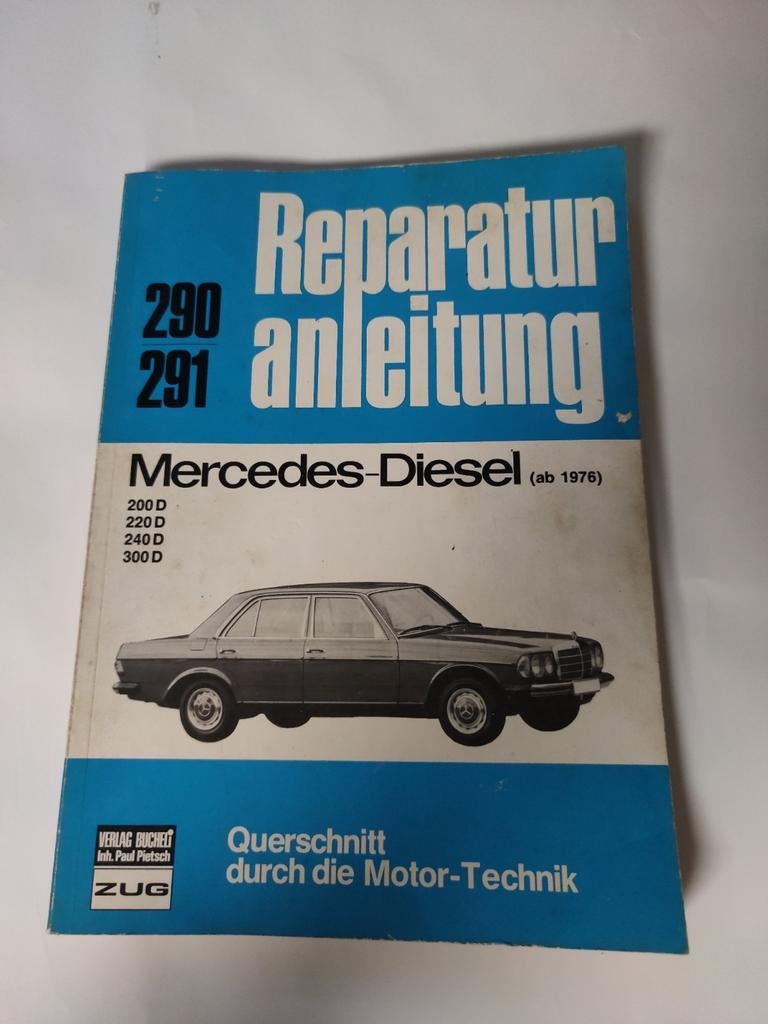 Reparatur
anleitung
290
291
Mercedes-Diesel (ab 1976)
200 D
220 D
240 D
300 D
VERLAG BUCHELI
Inh. Paul Pietsch
ZUG
Querschnitt
durch die Motor-Technik